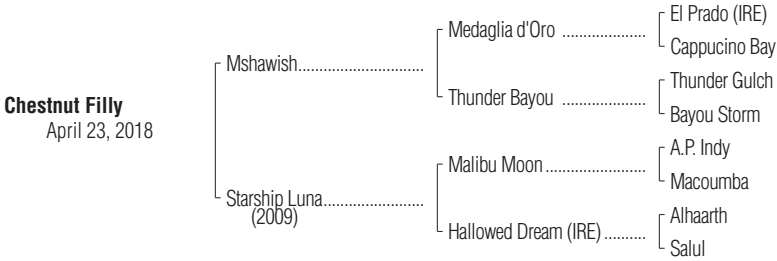 El Prado (IRE)
Medaglia d'Oro ......................
Cappucino Bay
Mshawish................................
Thunder Gulch
Thunder Bayou ......................
Bayou Storm
Chestnut Filly
April 23, 2018
A.P. Indy
Malibu Moon..........................
Macoumba
Starship Luna..........................
(2009)
Alhaarth
Hallowed Dream (IRE) ..........
Salul